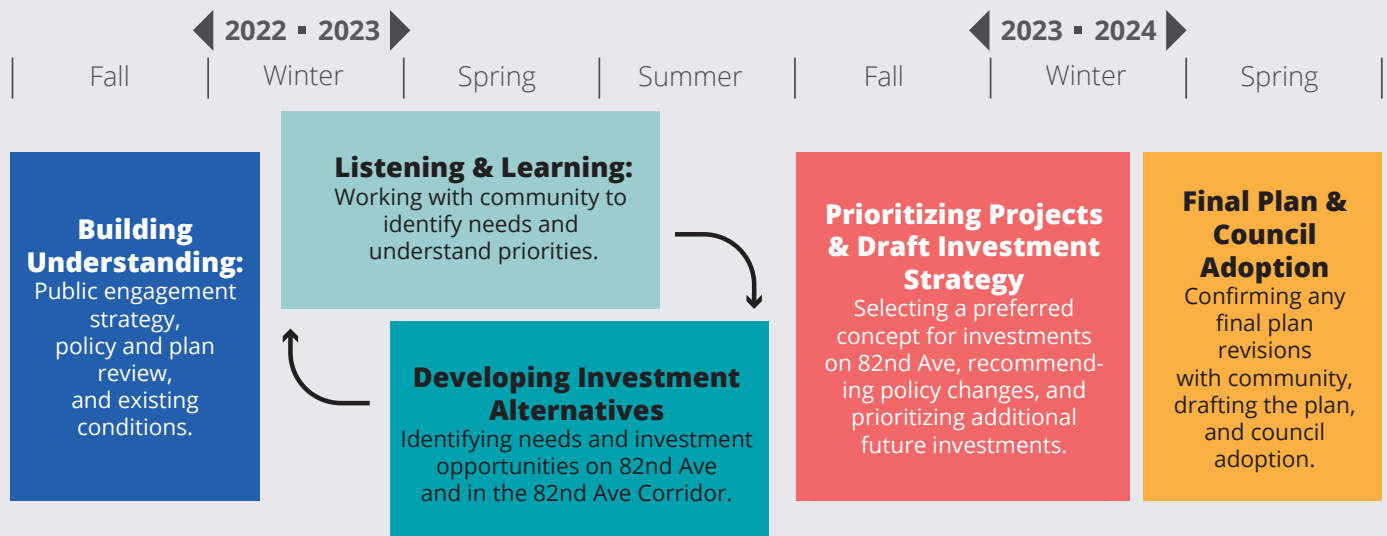 2022 ▪ 2023
2023 ▪ 2024
Fall
Winter
Spring
Summer
Fall
Winter
Spring
Building
Understanding:
Public engagement
strategy,
policy and plan
review,
and existing
conditions.
Listening & Learning:
Working with community to
identify needs and
understand priorities.
Developing Investment
Alternatives
Identifying needs and investment
opportunities on 82nd Ave
and in the 82nd Ave Corridor.
Prioritizing Projects
& Draft Investment
Strategy
Selecting a preferred
concept for investments
on 82nd Ave, recommend-
ing policy changes, and
prioritizing additional
future investments.
Final Plan &
Council
Adoption
Confirming any
final plan
revisions
with community,
drafting the plan,
and council
adoption.